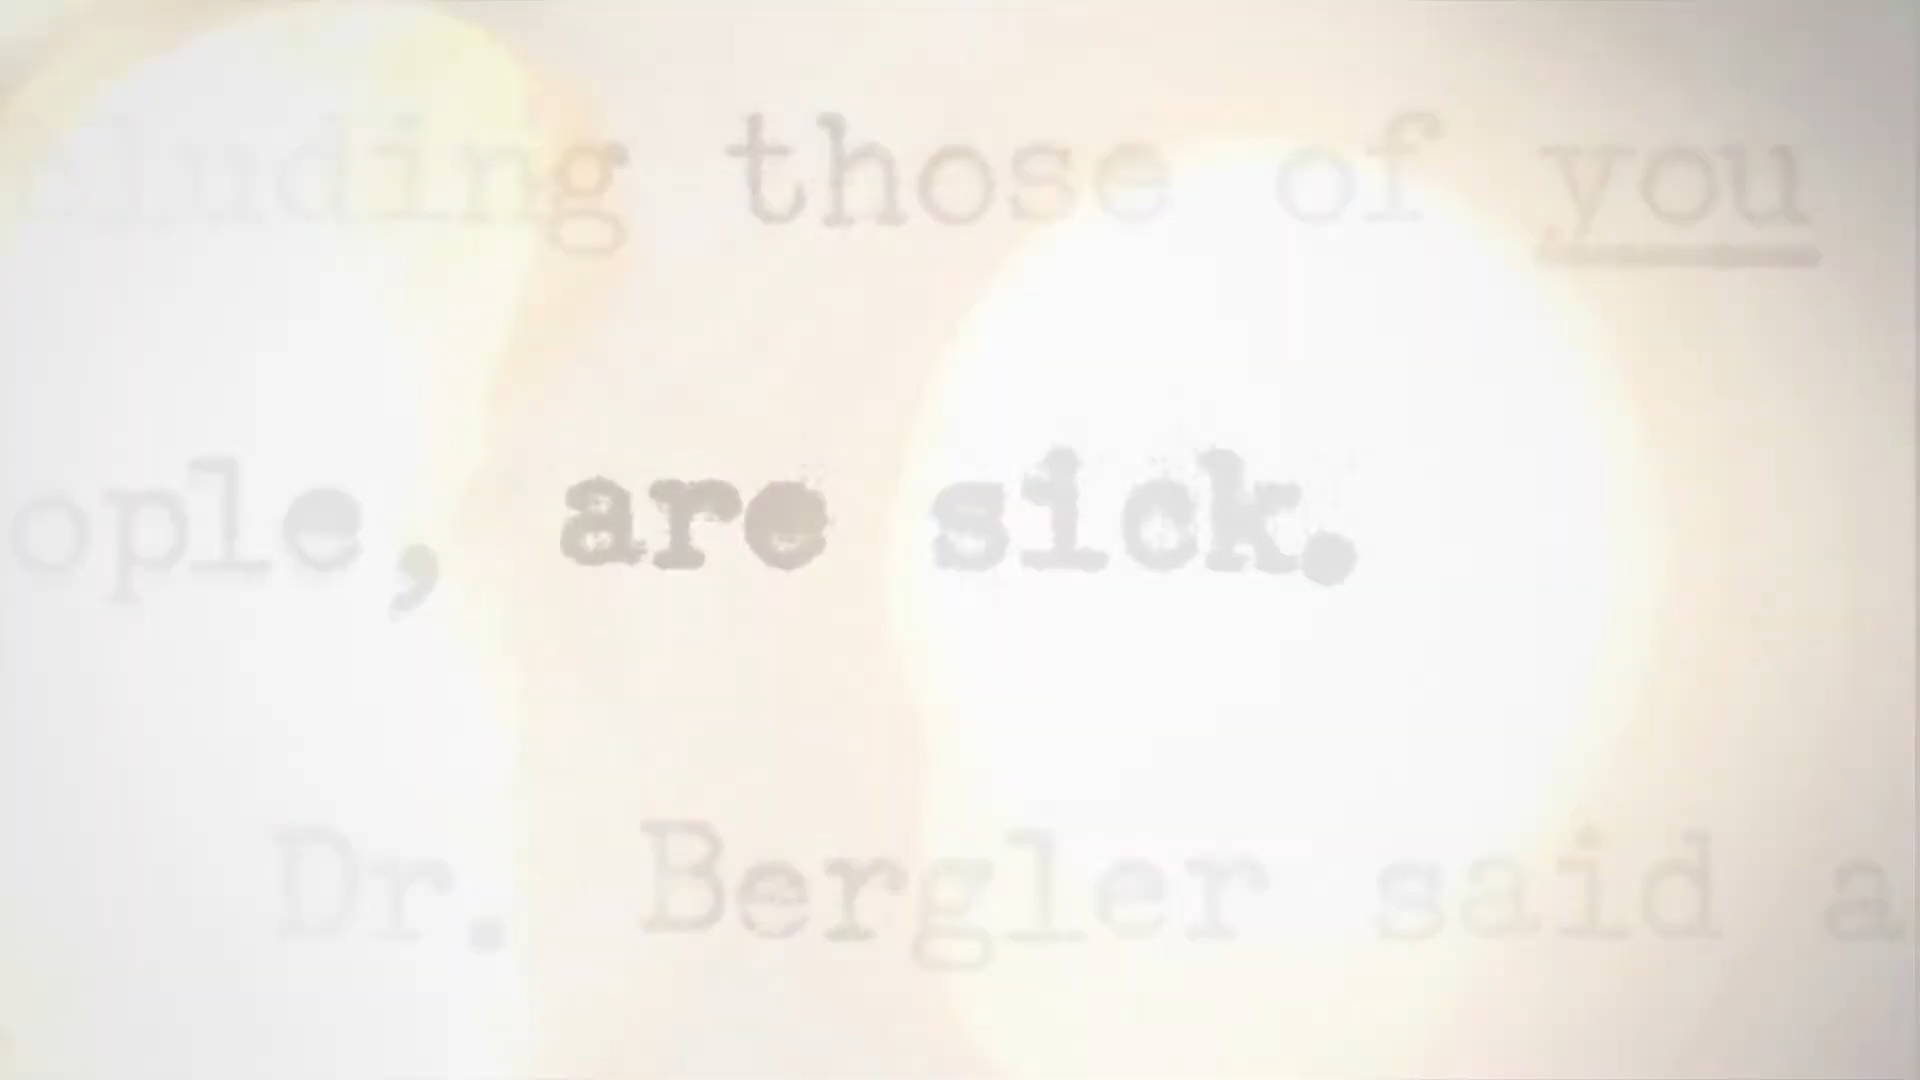 cluding those of you
ople, are sick.
Dr. Bergler said a